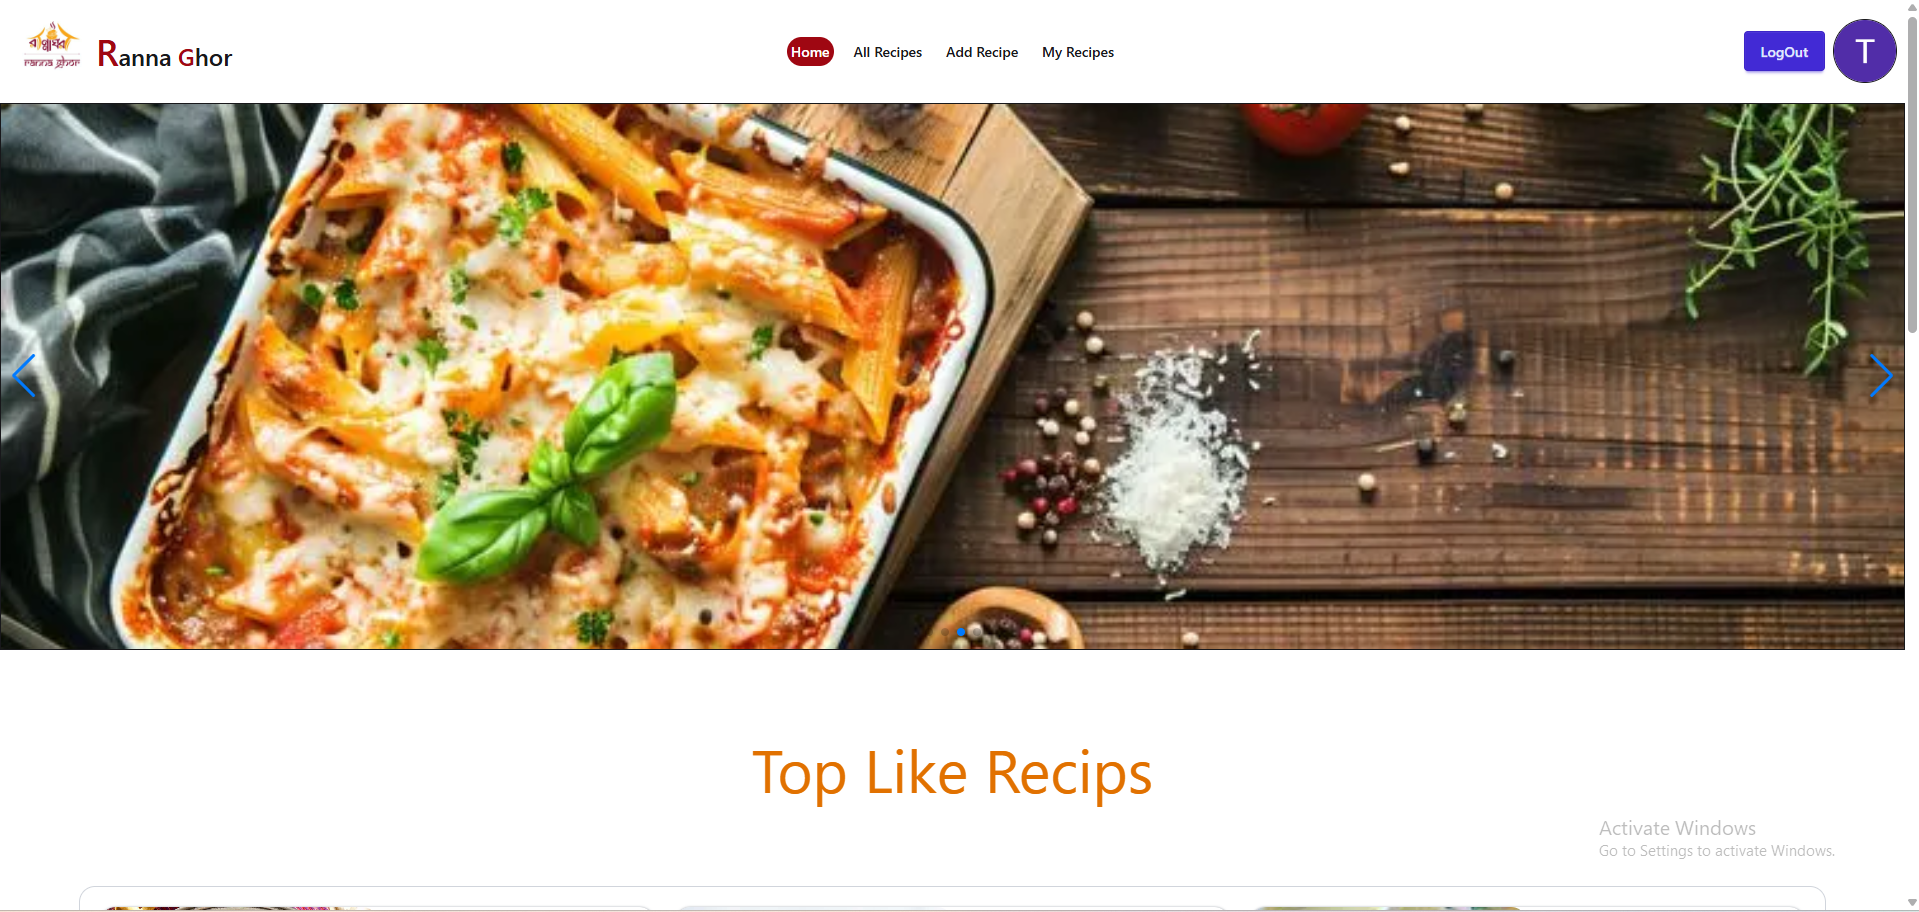 রান্নাঘর
ranna ghor
Ranna Ghor
Home
All Recipes
Add Recipe
My Recipes
LogOut
T
Top Like Recips
Activate Windows
Go to Settings to activate Windows.